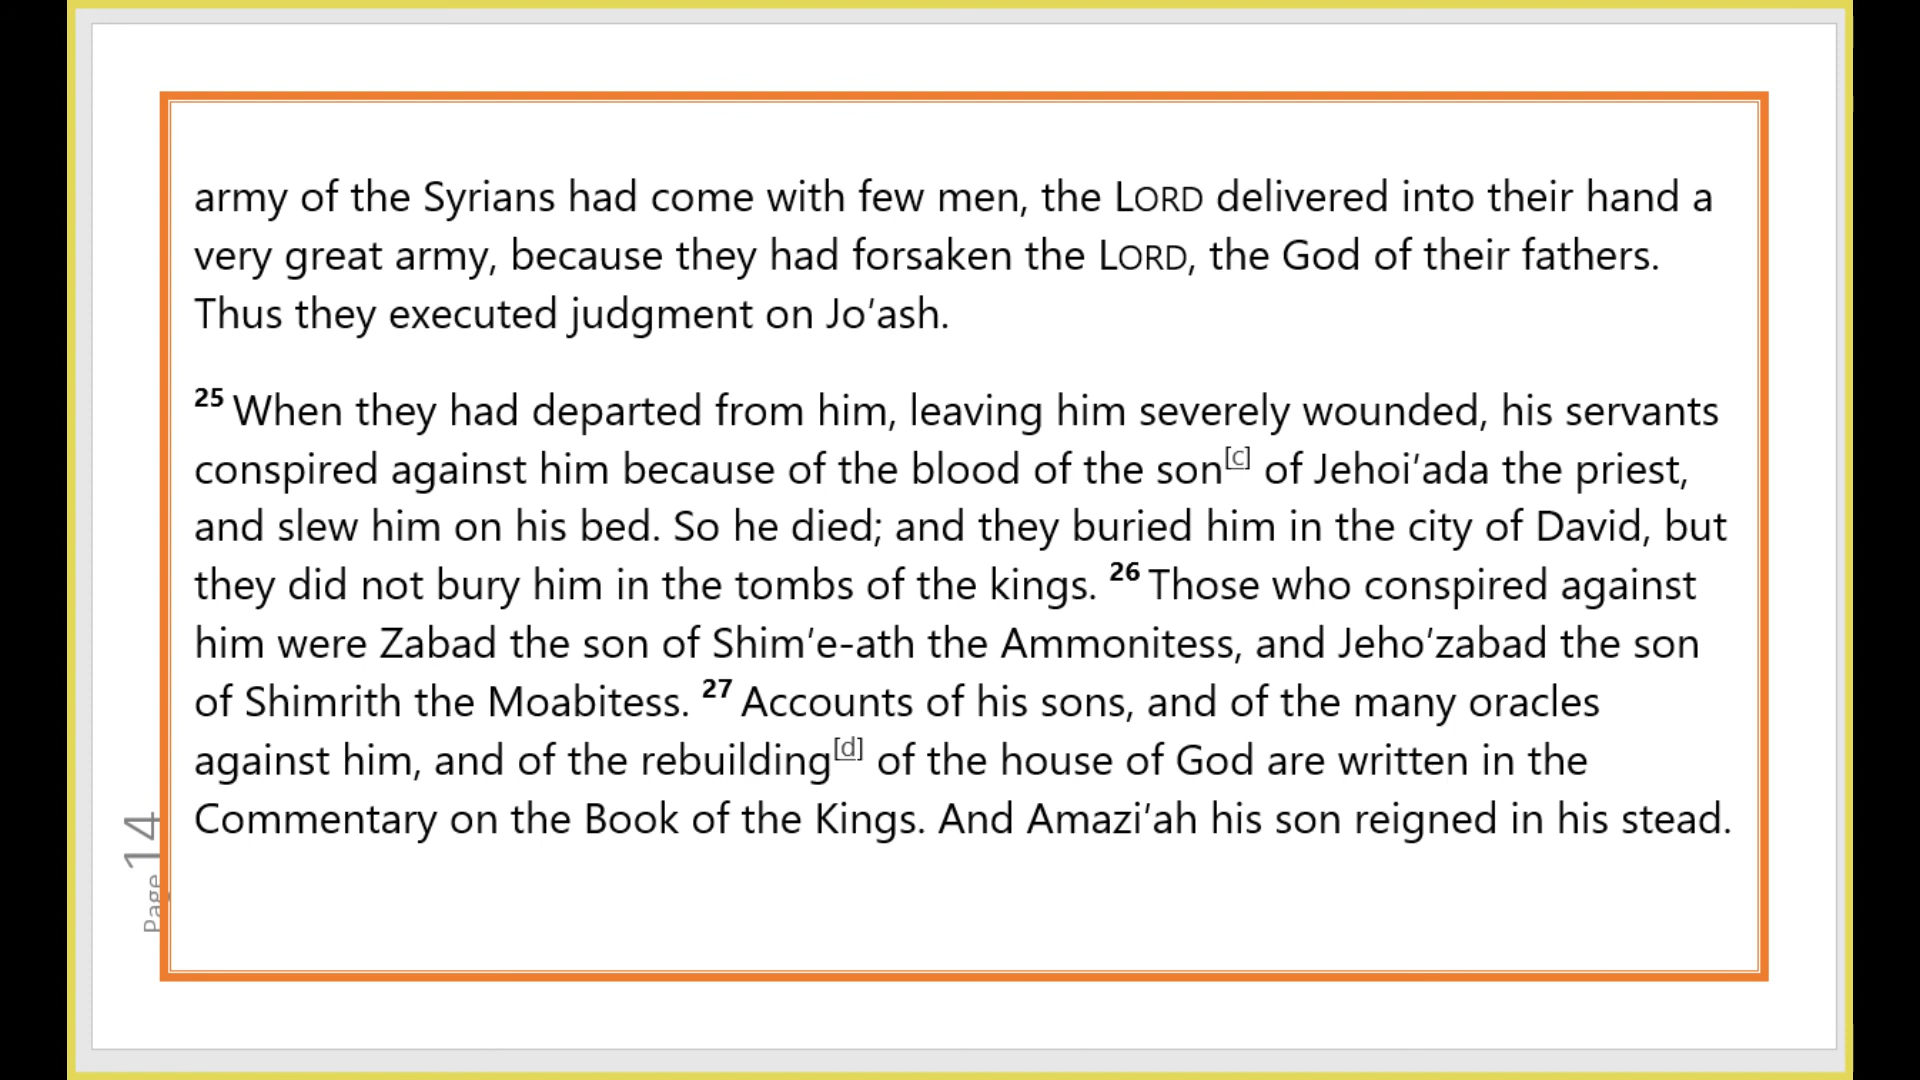 army of the Syrians had come with few men, the LORD delivered into their hand a
very great army, because they had forsaken the LORD, the God of their fathers.
Thus they executed judgment on Jo′ash.
25 When they had departed from him, leaving him severely wounded, his servants
conspired against him because of the blood of the son[c] of Jehoi′ada the priest,
and slew him on his bed. So he died; and they buried him in the city of David, but
they did not bury him in the tombs of the kings. 26 Those who conspired against
him were Zabad the son of Shim′e-ath the Ammonitess, and Jeho′zabad the son
of Shimrith the Moabitess. 27 Accounts of his sons, and of the many oracles
against him, and of the rebuilding[d] of the house of God are written in the
Commentary on the Book of the Kings. And Amazi′ah his son reigned in his stead.
Page 14